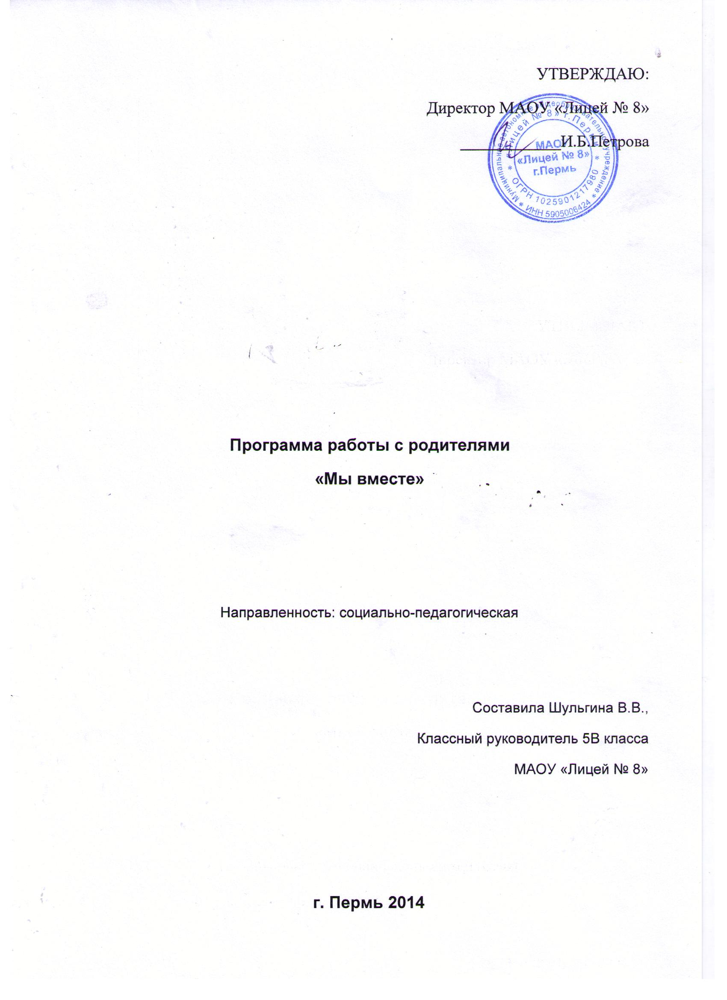 УТВЕРЖДАЮ:
Директор МАОУ «Лицей № 8»
И.Б.Петрова
Муниципальное автономное общеобразовательное учреждение * ИНН 5905006424 *
«Лицей № 8» г.Перми * ОГРН 1025901217980 *
МАОУ
«Лицей № 8»
г.Пермь
Программа работы с родителями
«Мы вместе»
Направленность: социально-педагогическая
Составила Шульгина В.В.,
Классный руководитель 5В класса
МАОУ «Лицей № 8»
г. Пермь 2014